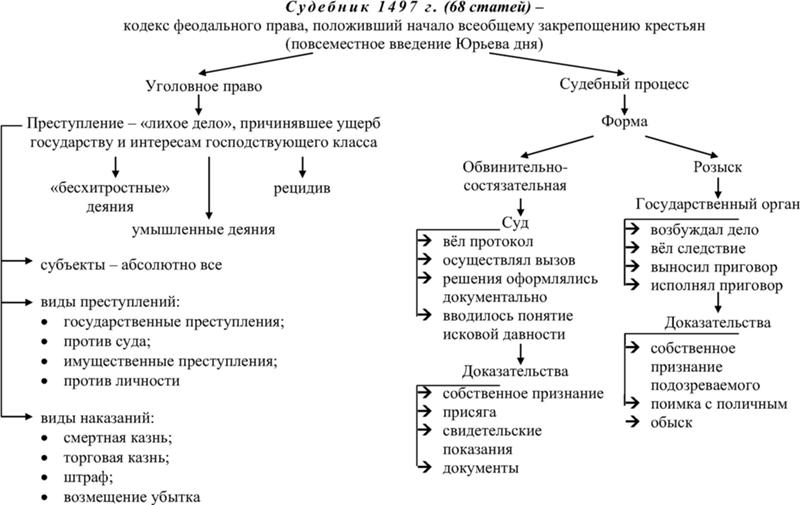 Судебник 1497 г. (68 статей) –
кодекс феодального права, положивший начало всеобщему закрепощению крестьян
(повсеместное введение Юрьева дня)
Уголовное право
Преступление – «лихое дело», причинявшее ущерб
государству и интересам господствующего класса
«бесхитростные»
деяния
рецидив
умышленные деяния
субъекты – абсолютно все
виды преступлений:
• государственные преступления;
• против суда;
• имущественные преступления;
• против личности
виды наказаний:
• смертная казнь;
• торговая казнь;
• штраф;
• возмещение убытка
Судебный процесс
Форма
Обвинительно-
состязательная
Суд
вёл протокол
осуществлял вызов
решения оформлялись
документально
вводилось понятие
исковой давности
Доказательства
собственное признание
присяга
свидетельские
показания
документы
Розыск
Государственный орган
возбуждал дело
вёл следствие
выносил приговор
исполнял приговор
Доказательства
собственное
признание
подозреваемого
поимка с поличным
обыск